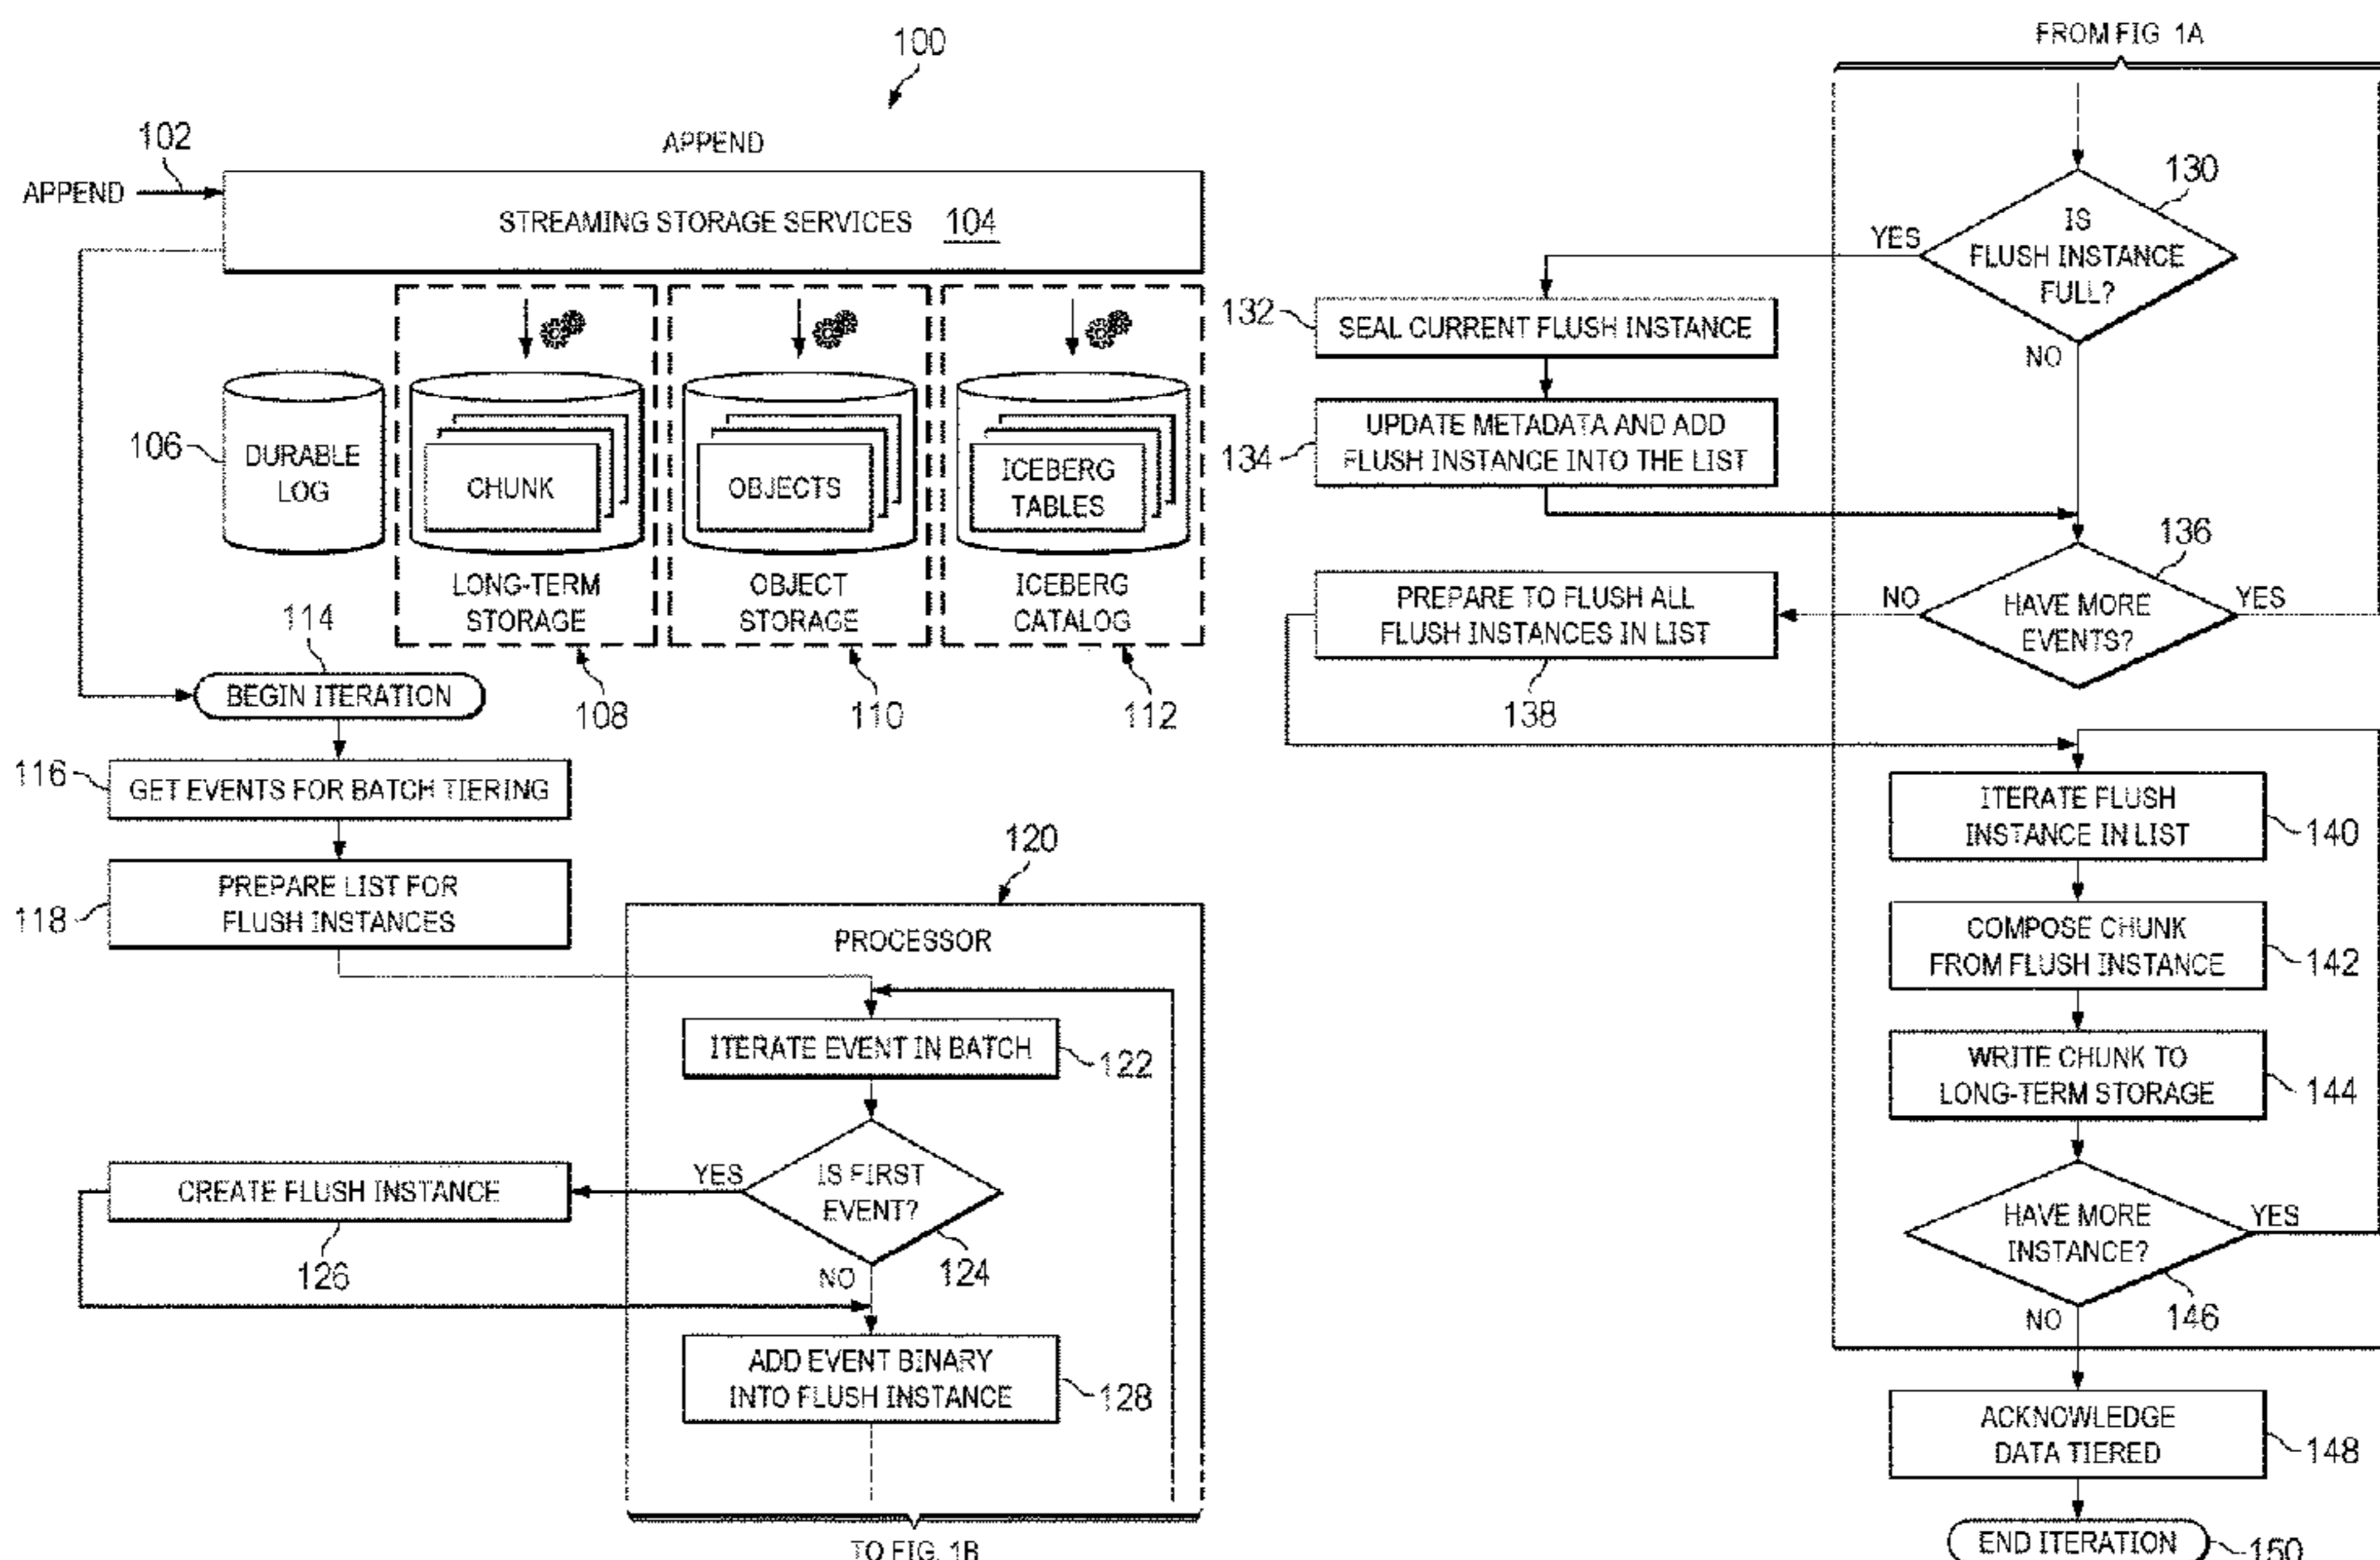 100
102
APPEND
APPEND
STREAMING STORAGE SERVICES 104
106
DURABLE
LOG
CHUNK
OBJECTS
ICEBERG
TABLES
LONG-TERM
STORAGE
OBJECT
STORAGE
ICEBERG
CATALOG
108
110
112
114
BEGIN ITERATION
116
GET EVENTS FOR BATCH TIERING
118
PREPARE LIST FOR
FLUSH INSTANCES
120
PROCESSOR
ITERATE EVENT IN BATCH
122
IS FIRST
EVENT?
YES
124
NO
CREATE FLUSH INSTANCE
126
ADD EVENT BINARY
INTO FLUSH INSTANCE
128
TO FIG. 1B
FROM FIG 1A
130
IS
FLUSH INSTANCE
FULL?
YES
NO
132
SEAL CURRENT FLUSH INSTANCE
134
UPDATE METADATA AND ADD
FLUSH INSTANCE INTO THE LIST
136
HAVE MORE
EVENTS?
NO
YES
PREPARE TO FLUSH ALL
FLUSH INSTANCES IN LIST
138
ITERATE FLUSH
INSTANCE IN LIST
140
COMPOSE CHUNK
FROM FLUSH INSTANCE
142
WRITE CHUNK TO
LONG-TERM STORAGE
144
HAVE MORE
INSTANCE?
YES
146
NO
ACKNOWLEDGE
DATA TIERED
148
END ITERATION
150